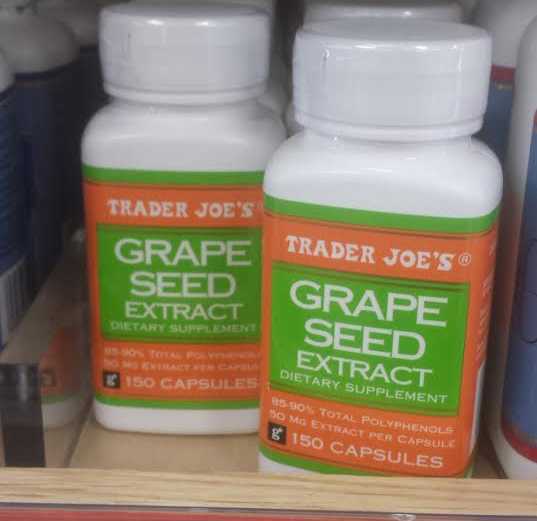 TRADER JOE'S
GRAPE
SEED
EXTRACT
DIETARY SUPPLEMENT
85-90% TOTAL POLYPHENOLS
50 MG EXTRACT PER CAPSULE
g 150 CAPSULES
TRADER JOE'S®
GRAPE
SEED
EXTRACT
DIETARY SUPPLEMENT
85-90% TOTAL POLYPHENOLS
50 MG EXTRACT PER CAPSULE
g 150 CAPSULES